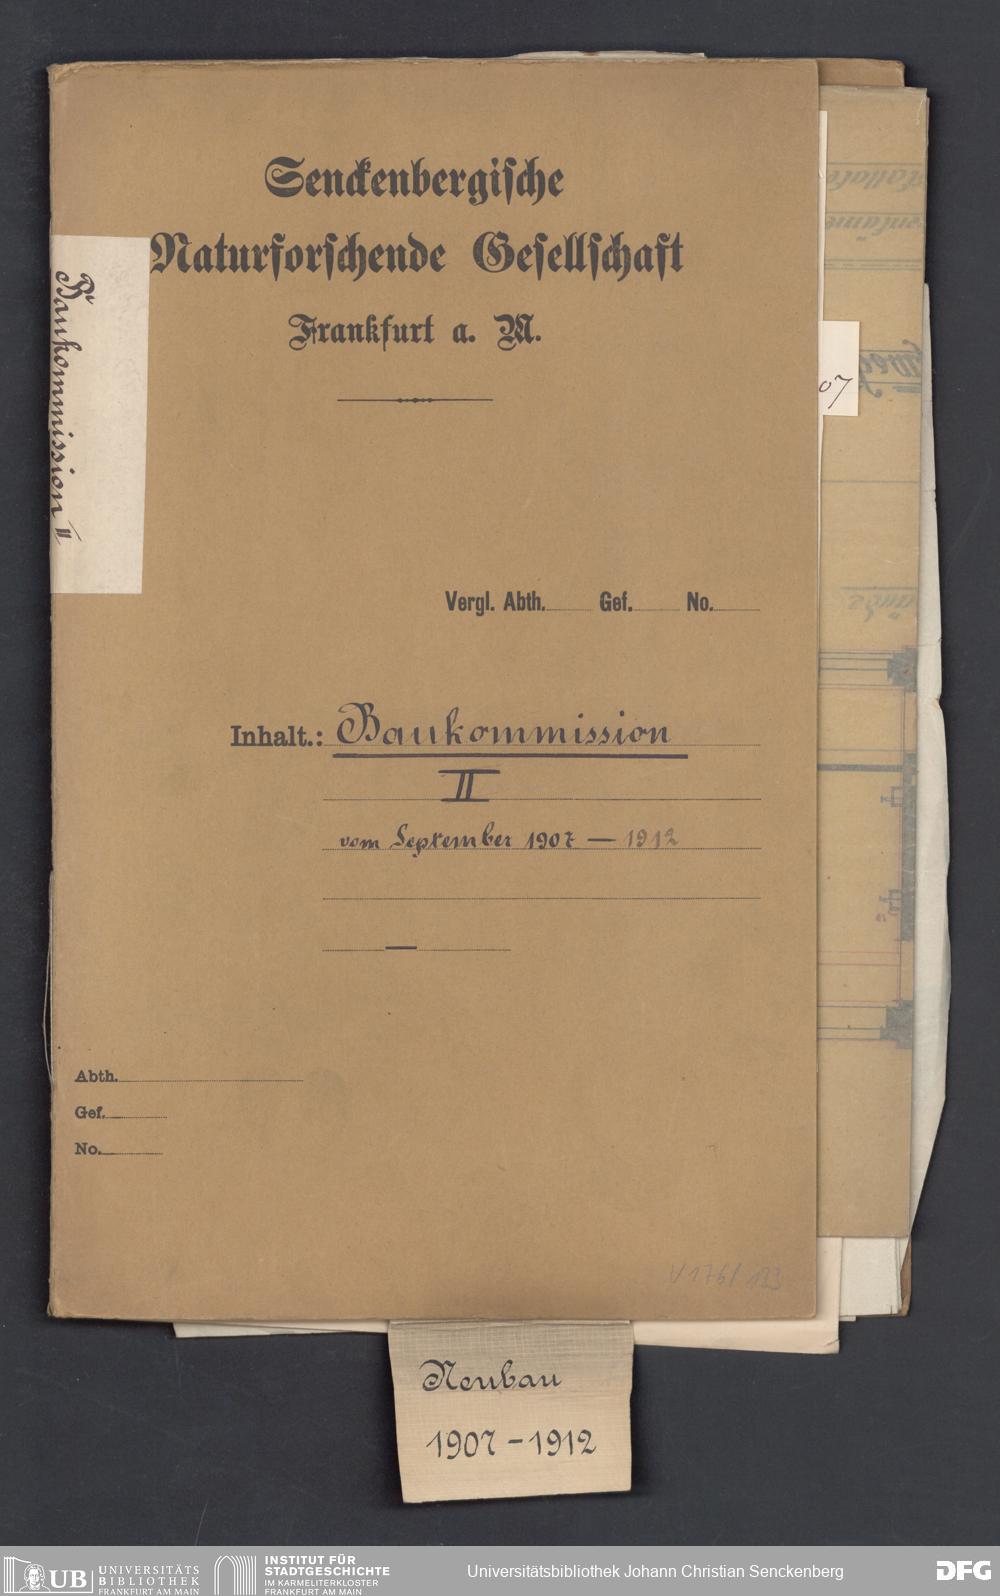 Senckenbergische
Naturforschende Gesellschaft
Frankfurt a. M.
Baukommission II
07
Vergl. Abth. Gef. No.
Inhalt.: Baukommission
II
vom September 1907 — 1912
—
Abth.
Gef.
No.
V 176/
Neubau
1907 - 1912
UB UNIVERSITÄTS
BIBLIOTHEK
FRANKFURT AM MAIN
INSTITUT FÜR
STADTGESCHICHTE
IM KARMELITERKLOSTER
FRANKFURT AM MAIN
Universitätsbibliothek Johann Christian Senckenberg
DFG